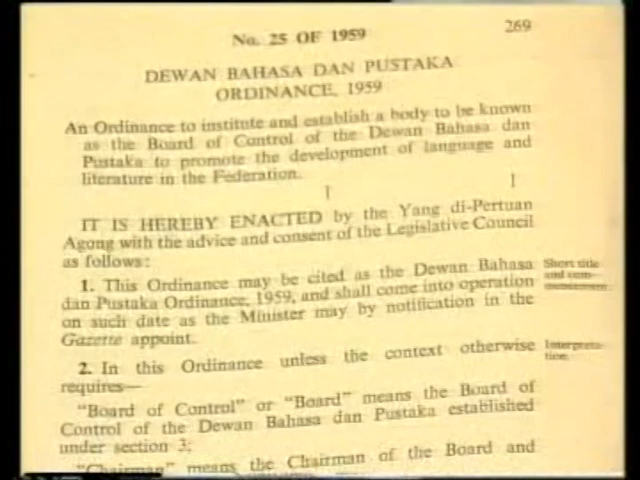 269
No. 25 OF 1959
DEWAN BAHASA DAN PUSTAKA
ORDINANCE, 1959
An Ordinance to institute and establish a body to be known
as the Board of Control of the Dewan Bahasa dan
Pustaka to promote the development of language and
literature in the Federation.
IT IS HEREBY ENACTED by the Yang di-Pertuan
Agong with the advice and consent of the Legislative Council
as follows:
1. This Ordinance may be cited as the Dewan Bahasa
dan Pustaka Ordinance, 1959, and shall come into operation
on such date as the Minister may by notification in the
Gazette appoint.
Short title
and com-
mencement.
2. In this Ordinance unless the context otherwise
requires—
Interpreta-
tion.
"Board of Control" or "Board" means the Board of
Control of the Dewan Bahasa dan Pustaka established
under section 3;
"Chairman" means the Chairman of the Board and